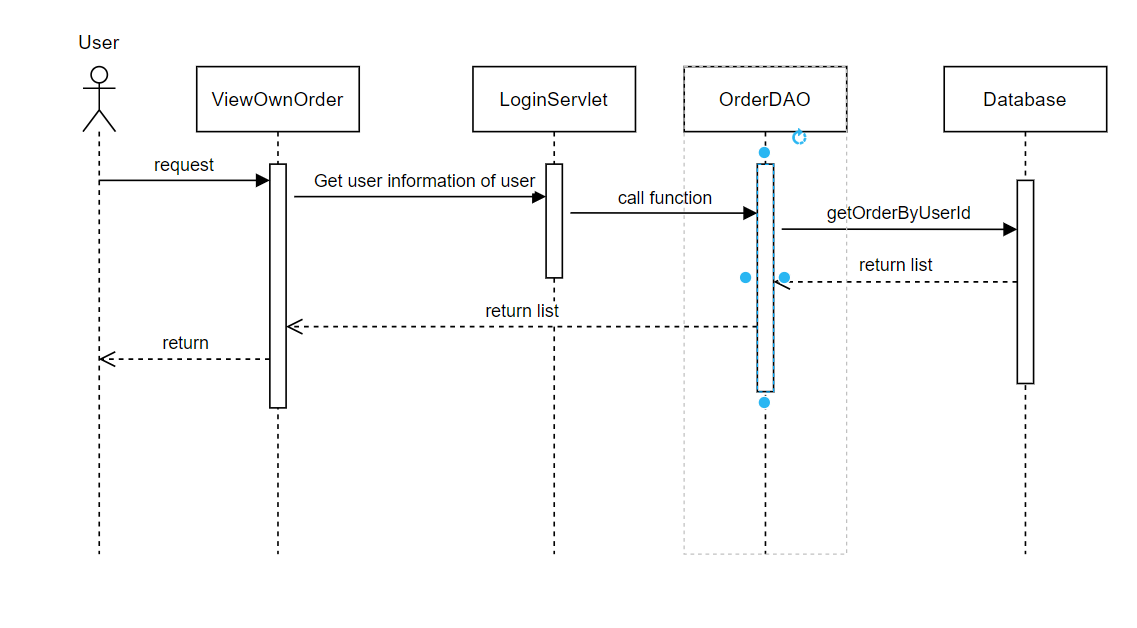 User
ViewOwnOrder
LoginServlet
OrderDAO
Database
request
Get user information of user
call function
getOrderByUserId
return list
return list
return